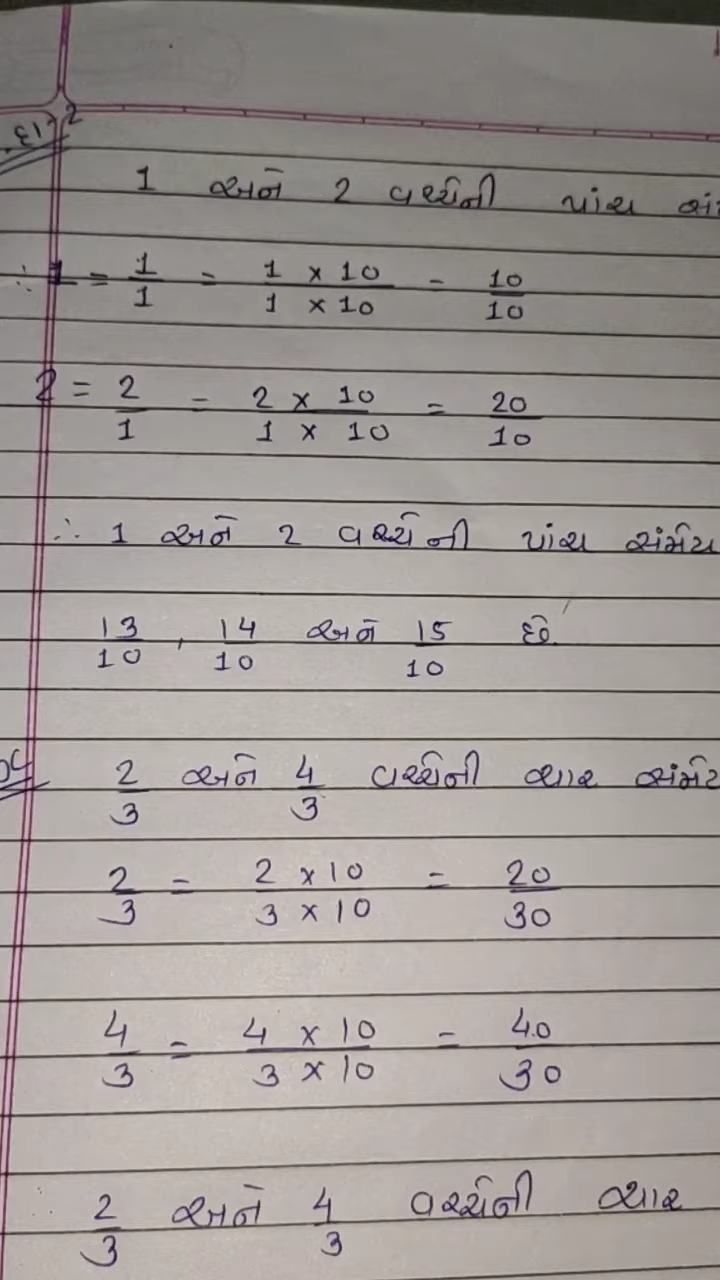 1 અને 2 વચ્ચેની પાંચ
∴ 1 = 1/1 = 1 × 10 / 1 × 10 = 10/10
2 = 2/1 = 2 × 10 / 1 × 10 = 20/10
∴ 1 અને 2 વચ્ચેની પાંચ સંમેય
13/10 , 14/10 અને 15/10 છે
2/3 અને 4/3 વચ્ચેની ચાર સંમેય
2/3 = 2 × 10 / 3 × 10 = 20/30
4/3 = 4 × 10 / 3 × 10 = 40/30
∴ 2/3 અને 4/3 વચ્ચેની ચાર